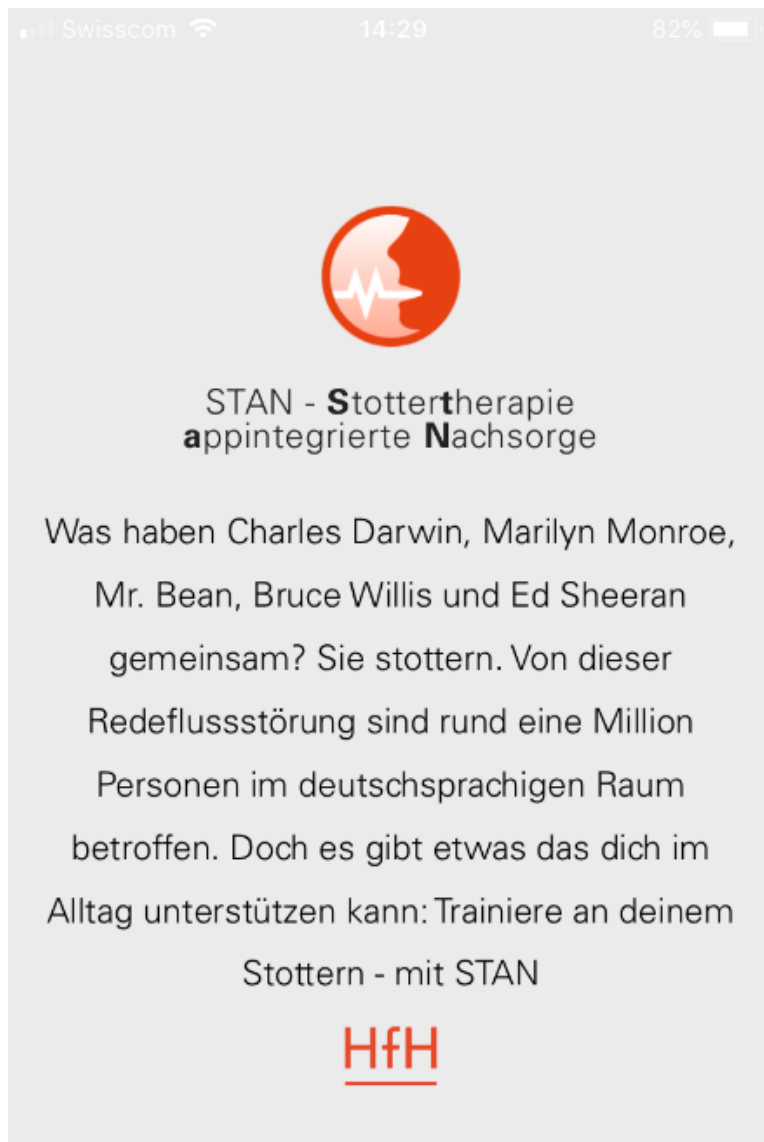 Swisscom 14:29 82%
STAN - Stottertherapie
appintegrierte Nachsorge
Was haben Charles Darwin, Marilyn Monroe,
Mr. Bean, Bruce Willis und Ed Sheeran
gemeinsam? Sie stottern. Von dieser
Redeflussstörung sind rund eine Million
Personen im deutschsprachigen Raum
betroffen. Doch es gibt etwas das dich im
Alltag unterstützen kann: Trainiere an deinem
Stottern - mit STAN
HfH